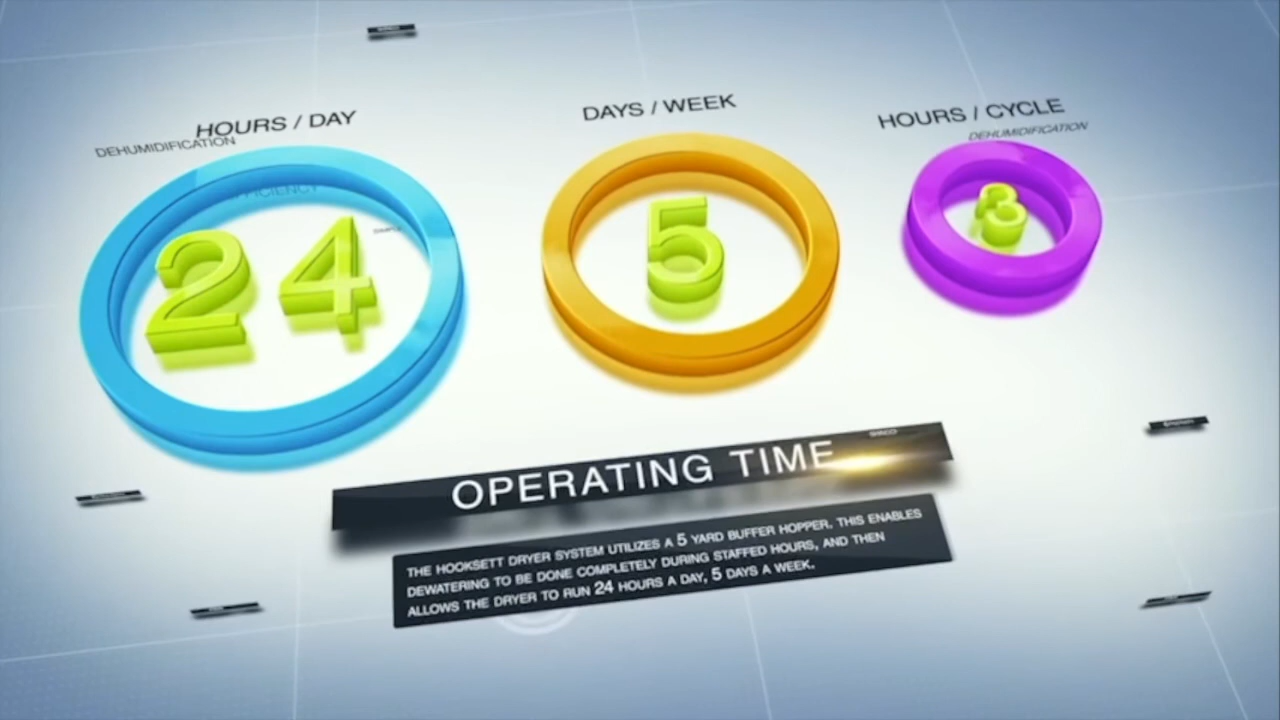 HOURS / DAY
DAYS / WEEK
HOURS / CYCLE
DEHUMIDIFICATION
DEHUMIDIFICATION
24
5
3
OPERATING TIME
THE HOOKSETT DRYER SYSTEM UTILIZES A 5 YARD BUFFER HOPPER. THIS ENABLES
DEWATERING TO BE DONE COMPLETELY DURING STAFFED HOURS, AND THEN
ALLOWS THE DRYER TO RUN 24 HOURS A DAY, 5 DAYS A WEEK.